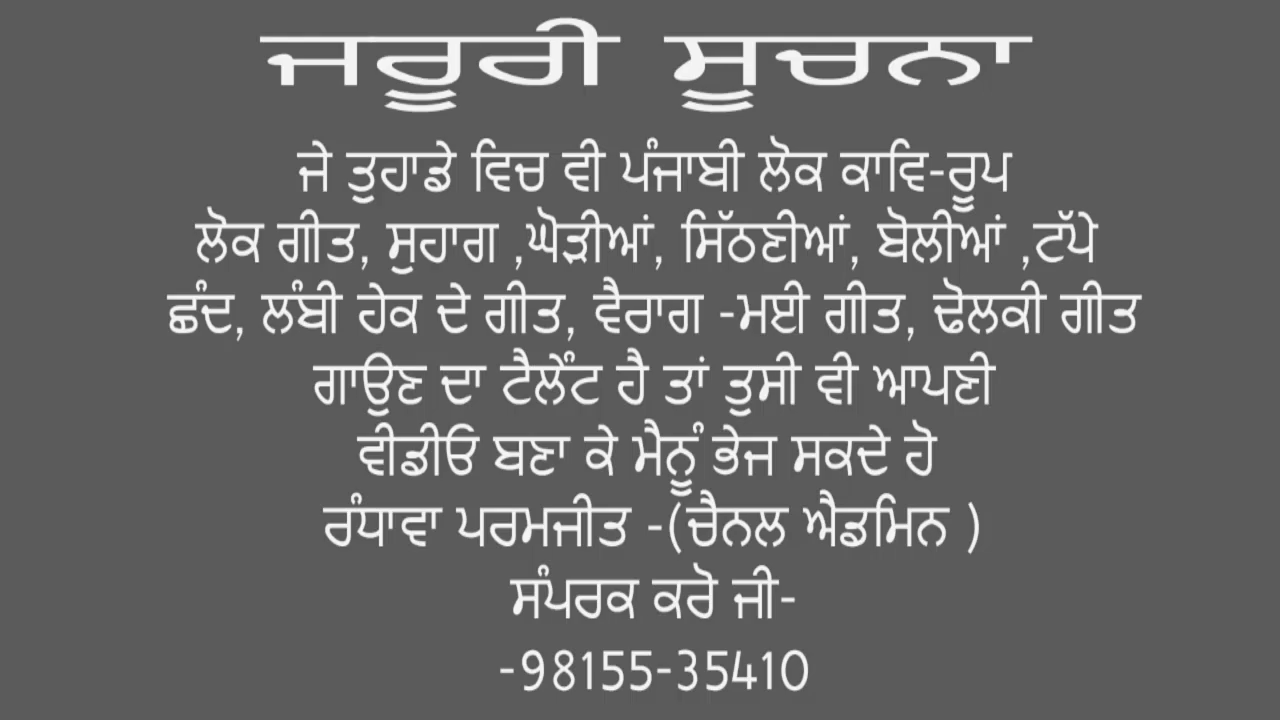 ਜਰੂਰੀ ਸੂਚਨਾ
ਜੇ ਤੁਹਾਡੇ ਵਿਚ ਵੀ ਪੰਜਾਬੀ ਲੋਕ ਕਾਵਿ-ਰੂਪ
ਲੋਕ ਗੀਤ, ਸੁਹਾਗ ,ਘੋੜੀਆਂ, ਸਿੱਠਣੀਆਂ, ਬੋਲੀਆਂ ,ਟੱਪੇ
ਛੰਦ, ਲੰਬੀ ਹੇਕ ਦੇ ਗੀਤ, ਵੈਰਾਗ -ਮਈ ਗੀਤ, ਢੋਲਕੀ ਗੀਤ
ਗਾਉਣ ਦਾ ਟੈਲੇਂਟ ਹੈ ਤਾਂ ਤੁਸੀ ਵੀ ਆਪਣੀ
ਵੀਡੀਓ ਬਣਾ ਕੇ ਮੈਨੂੰ ਭੇਜ ਸਕਦੇ ਹੋ
ਰੰਧਾਵਾ ਪਰਮਜੀਤ -(ਚੈਨਲ ਐਡਮਿਨ )
ਸੰਪਰਕ ਕਰੋ ਜੀ-
-98155-35410